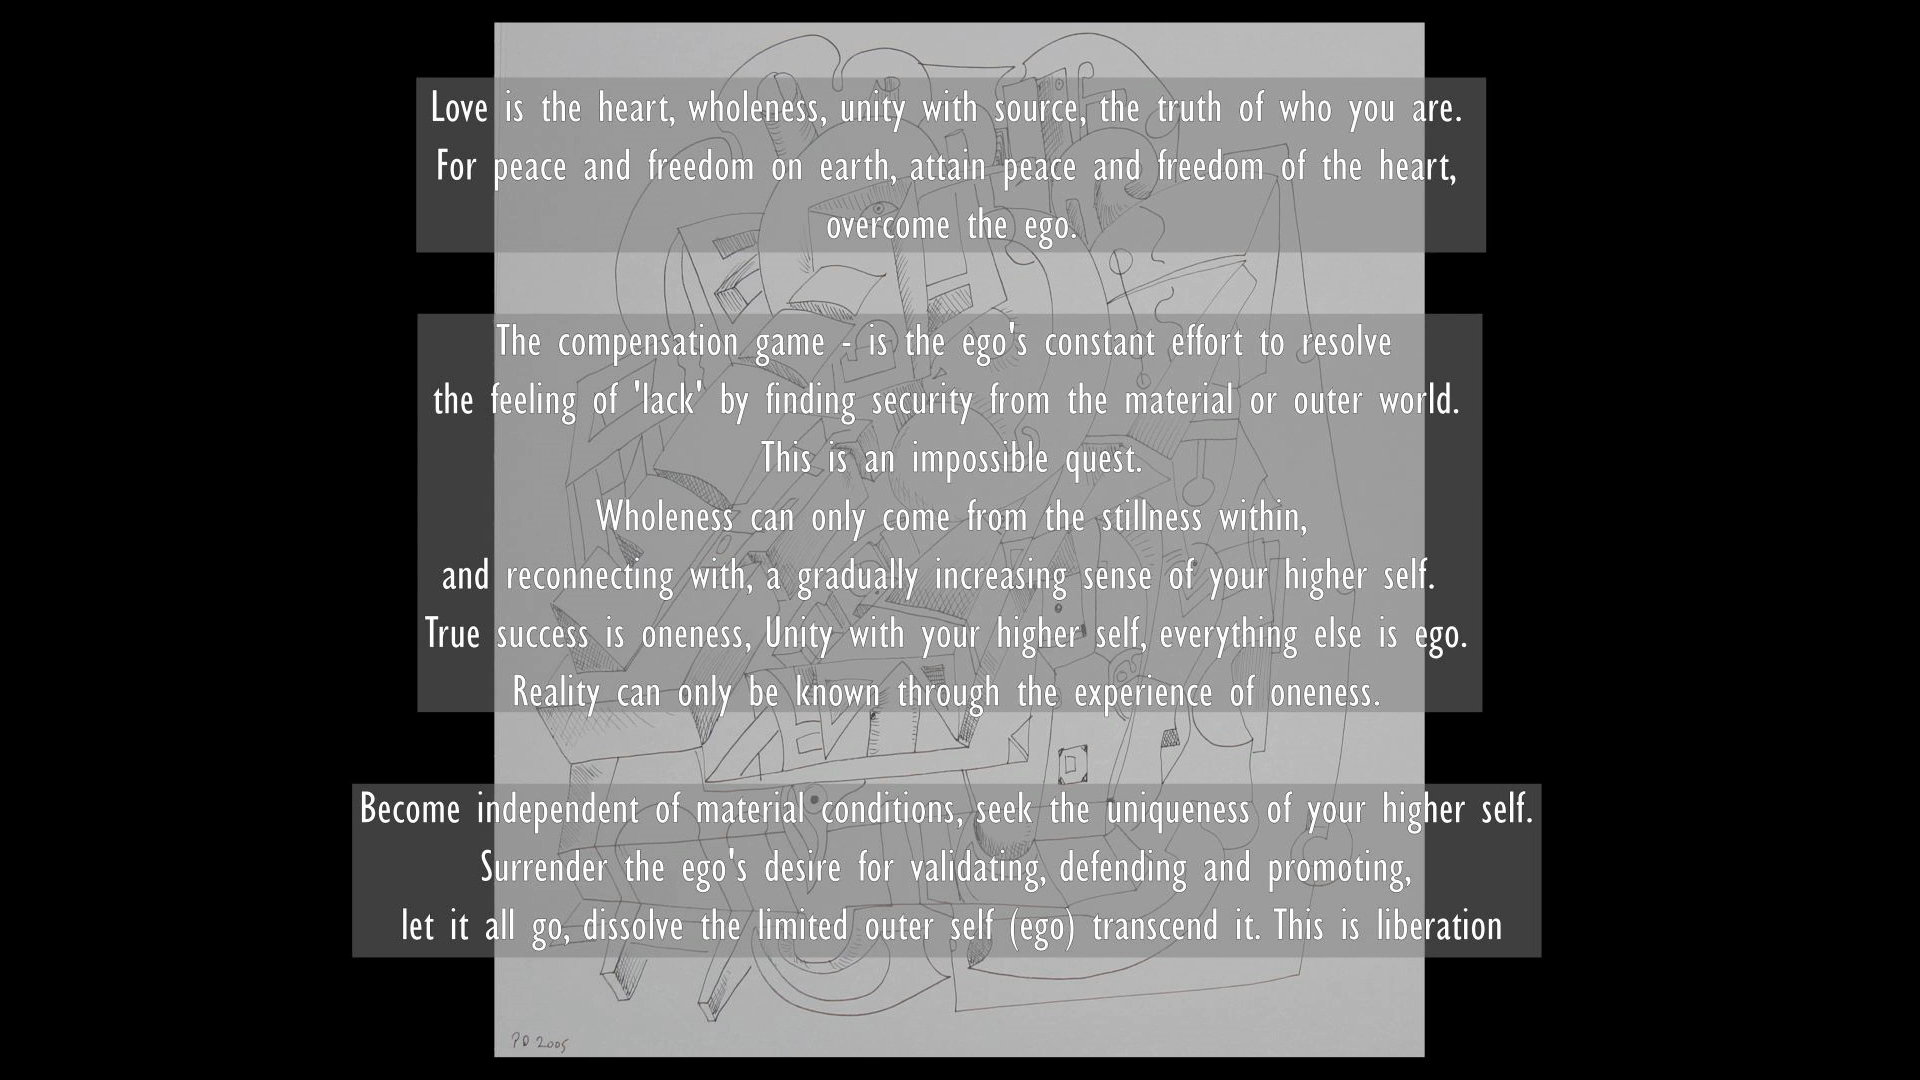 Love is the heart, wholeness, unity with source, the truth of who you are.
For peace and freedom on earth, attain peace and freedom of the heart,
overcome the ego.
The compensation game - is the ego's constant effort to resolve
the feeling of 'lack' by finding security from the material or outer world.
This is an impossible quest.
Wholeness can only come from the stillness within,
and reconnecting with, a gradually increasing sense of your higher self.
True success is oneness, Unity with your higher self, everything else is ego.
Reality can only be known through the experience of oneness.
Become independent of material conditions, seek the uniqueness of your higher self.
Surrender the ego's desire for validating, defending and promoting,
let it all go, dissolve the limited outer self (ego) transcend it. This is liberation
PD 2005